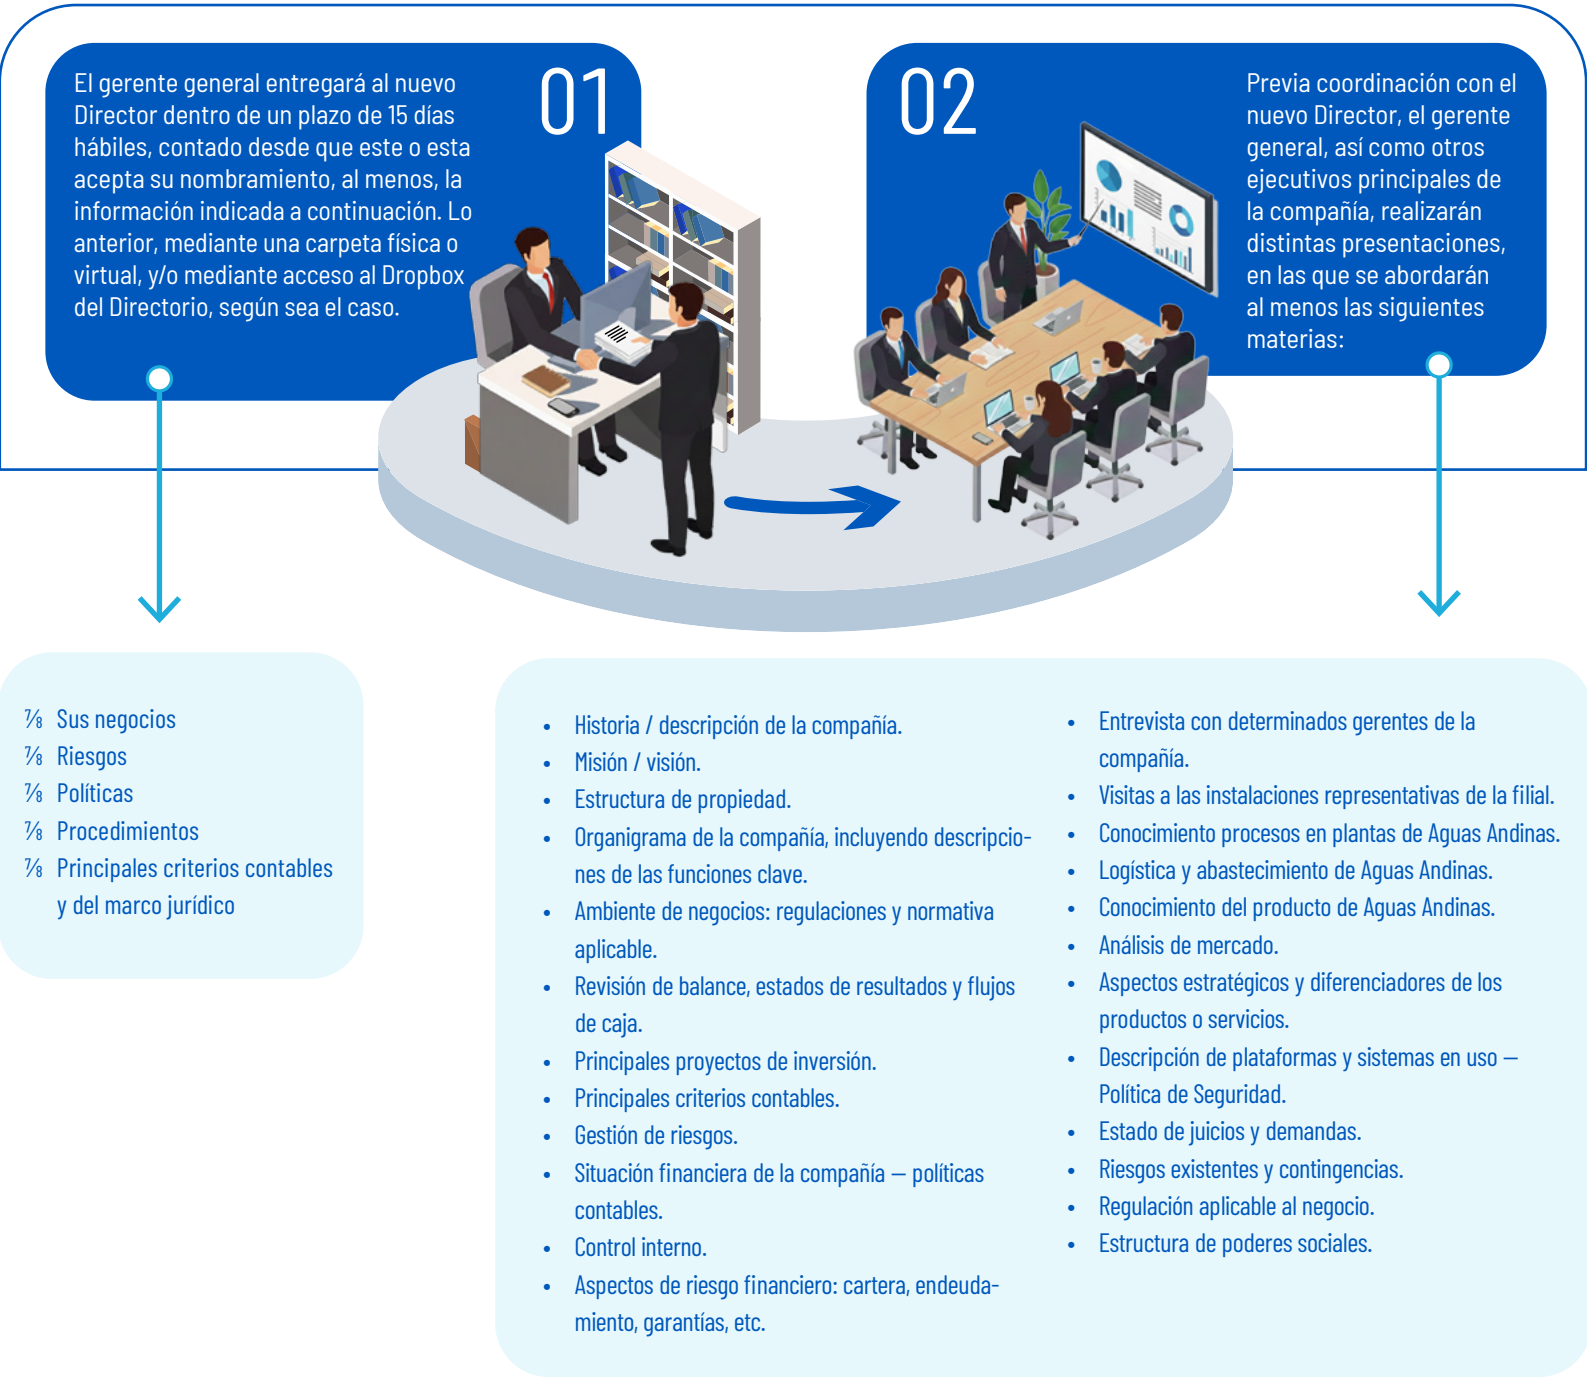 El gerente general entregará al nuevo
Director dentro de un plazo de 15 días
hábiles, contado desde que este o esta
acepta su nombramiento, al menos, la
información indicada a continuación. Lo
anterior, mediante una carpeta física o
virtual, y/o mediante acceso al Dropbox
del Directorio, según sea el caso.
01
02
Previa coordinación con el
nuevo Director, el gerente
general, así como otros
ejecutivos principales de
la compañía, realizarán
distintas presentaciones,
en las que se abordarán
al menos las siguientes
materias:
⅞ Sus negocios
⅞ Riesgos
⅞ Políticas
⅞ Procedimientos
⅞ Principales criterios contables
y del marco jurídico
• Historia / descripción de la compañía.
• Misión / visión.
• Estructura de propiedad.
• Organigrama de la compañía, incluyendo descripcio-
nes de las funciones clave.
• Ambiente de negocios: regulaciones y normativa
aplicable.
• Revisión de balance, estados de resultados y flujos
de caja.
• Principales proyectos de inversión.
• Principales criterios contables.
• Gestión de riesgos.
• Situación financiera de la compañía – políticas
contables.
• Control interno.
• Aspectos de riesgo financiero: cartera, endeuda-
miento, garantías, etc.
• Entrevista con determinados gerentes de la
compañía.
• Visitas a las instalaciones representativas de la filial.
• Conocimiento procesos en plantas de Aguas Andinas.
• Logística y abastecimiento de Aguas Andinas.
• Conocimiento del producto de Aguas Andinas.
• Análisis de mercado.
• Aspectos estratégicos y diferenciadores de los
productos o servicios.
• Descripción de plataformas y sistemas en uso –
Política de Seguridad.
• Estado de juicios y demandas.
• Riesgos existentes y contingencias.
• Regulación aplicable al negocio.
• Estructura de poderes sociales.